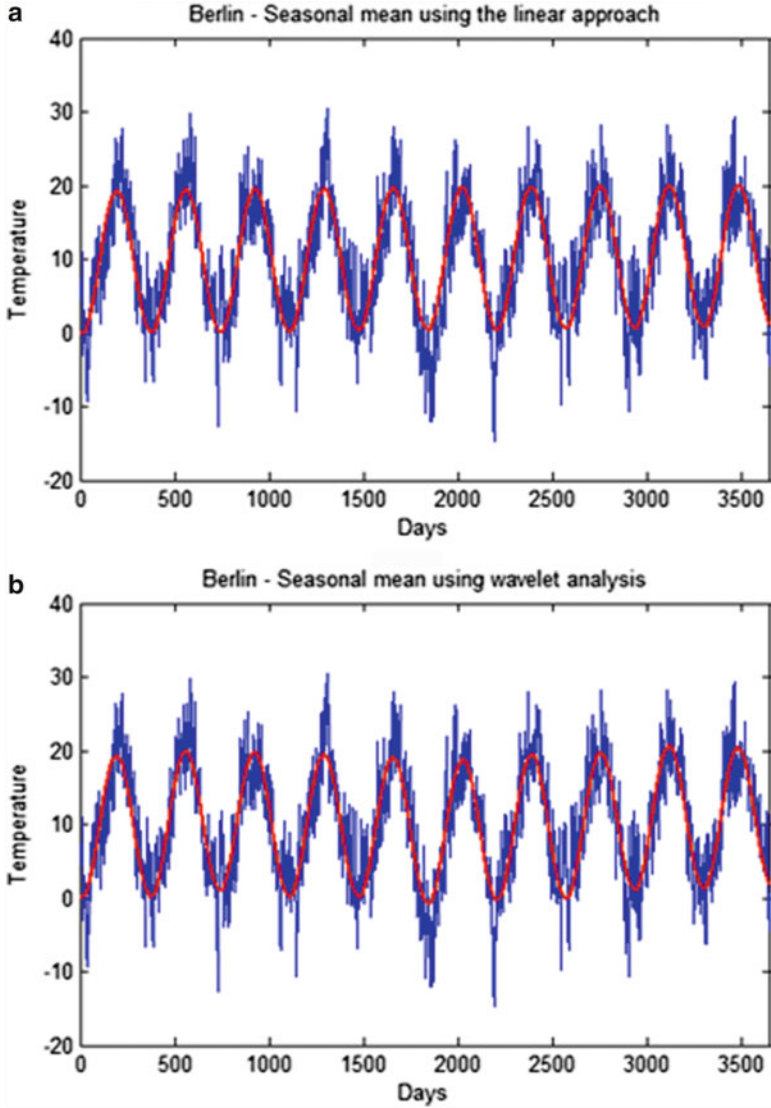 a
Berlin - Seasonal mean using the linear approach
40
30
20
10
0
-10
-20
Temperature
0 500 1000 1500 2000 2500 3000 3500
Days
b
Berlin - Seasonal mean using wavelet analysis
40
30
20
10
0
-10
-20
Temperature
0 500 1000 1500 2000 2500 3000 3500
Days